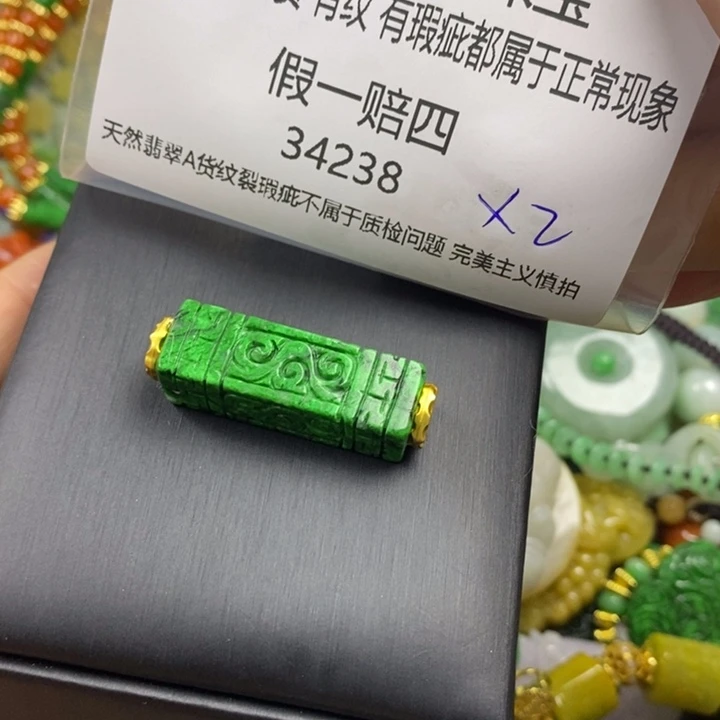 有纹 有瑕疵都属于正常现象
假一赔四
34238
X2
天然翡翠A货纹裂瑕疵不属于质检问题 完美主义慎拍